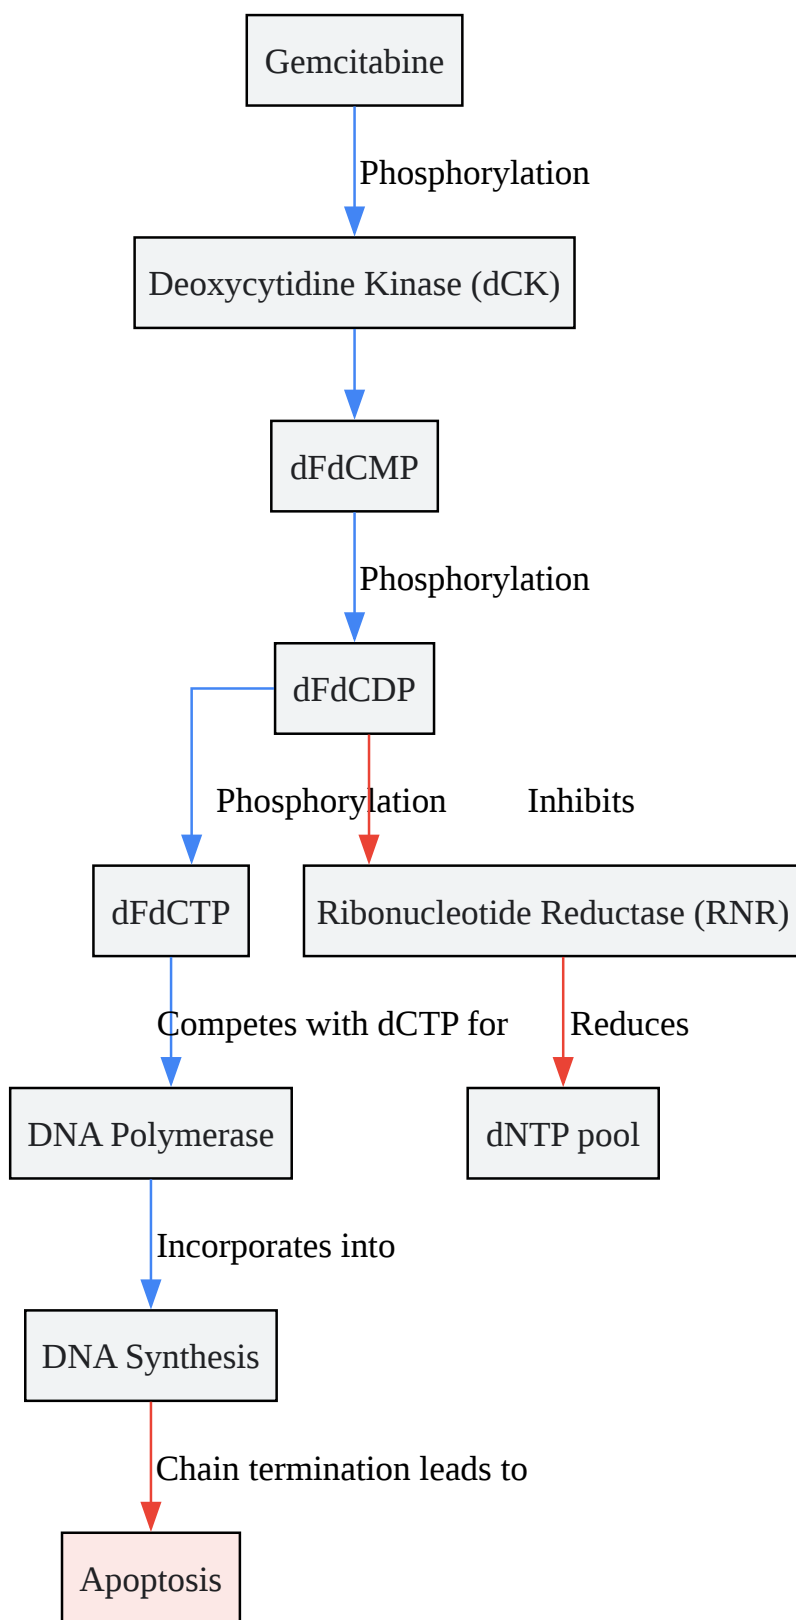 Gemcitabine
Phosphorylation
Deoxycytidine Kinase (dCK)
dFdCMP
Phosphorylation
dFdCDP
Phosphorylation
Inhibits
dFdCTP
Ribonucleotide Reductase (RNR)
Competes with dCTP for
Reduces
DNA Polymerase
dNTP pool
Incorporates into
DNA Synthesis
Chain termination leads to
Apoptosis